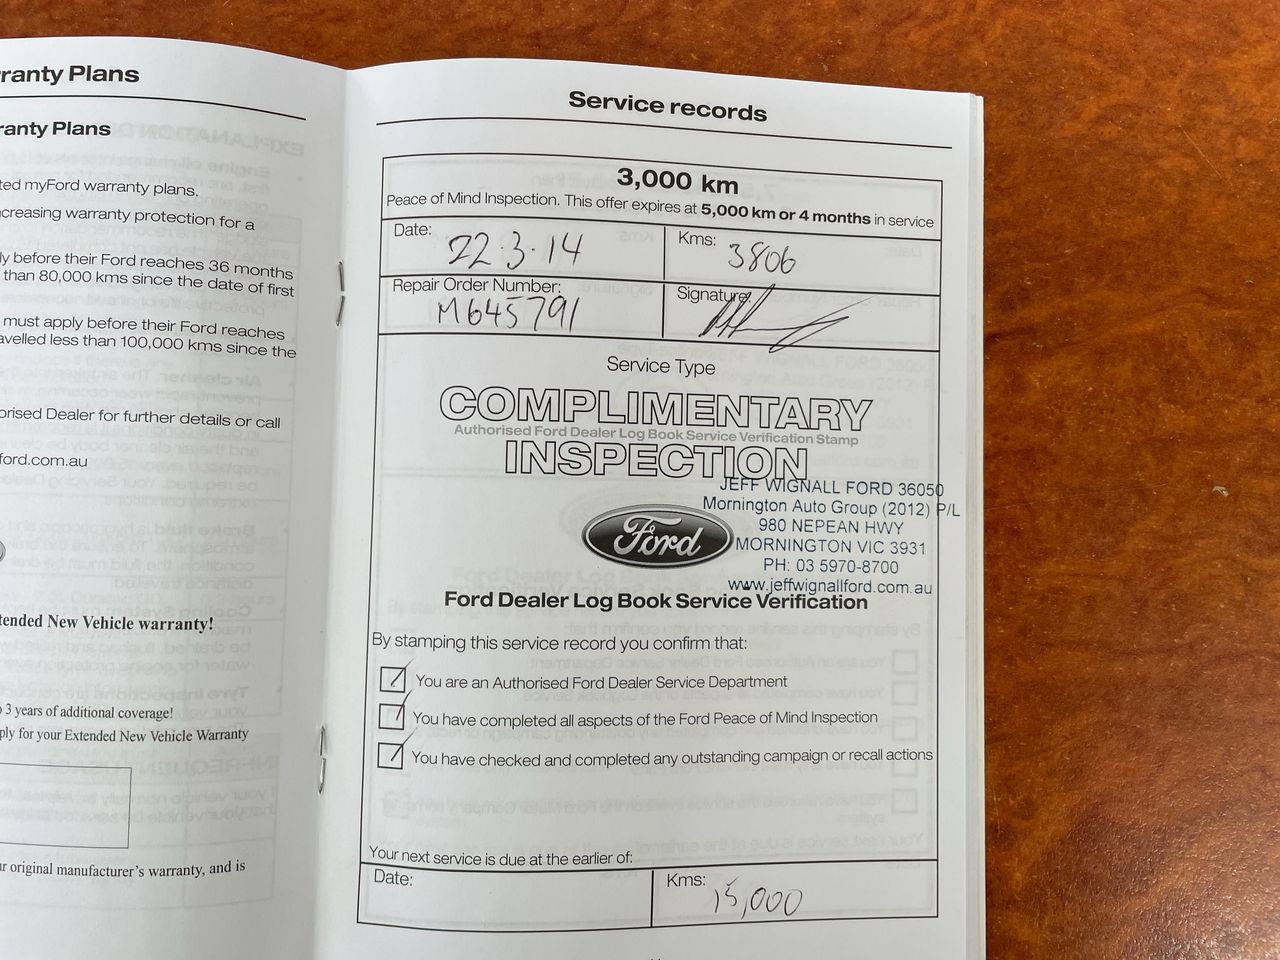 ranty Plans
ranty Plans
ted myFord warranty plans.
creasing warranty protection for a
ly before their Ford reaches 36 months
than 80,000 kms since the date of first
must apply before their Ford reaches
avelled less than 100,000 kms since the
orised Dealer for further details or call
ford.com.au
tended New Vehicle warranty!
3 years of additional coverage!
ply for your Extended New Vehicle Warranty
ur original manufacturer's warranty, and is
Service records
3,000 km
Peace of Mind Inspection. This offer expires at 5,000 km or 4 months in service
Date: 22.3.14 Kms: 3806
Repair Order Number: M645791 Signature:
Service Type
COMPLIMENTARY
Authorised Ford Dealer Log Book Service Verification Stamp
INSPECTION
JEFF WIGNALL FORD 36050
Mornington Auto Group (2012) P/L
980 NEPEAN HWY
Ford
MORNINGTON VIC 3931
PH: 03 5970-8700
www.jeffwignallford.com.au
Ford Dealer Log Book Service Verification
By stamping this service record you confirm that:
You are an Authorised Ford Dealer Service Department
You have completed all aspects of the Ford Peace of Mind Inspection
You have checked and completed any outstanding campaign or recall actions
Your next service is due at the earlier of:
Date: Kms: 15,000